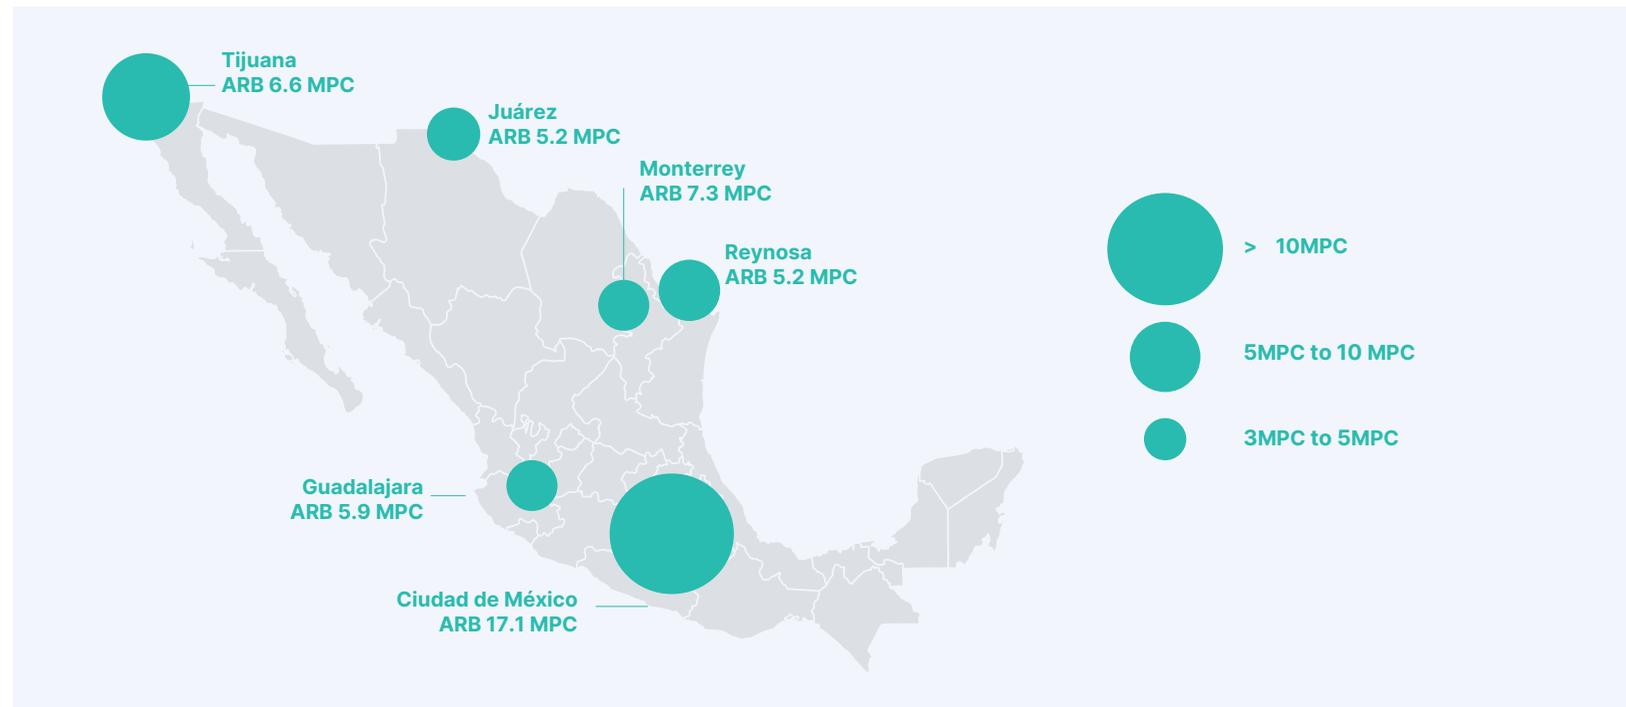 Tijuana
ARB 6.6 MPC
Juárez
ARB 5.2 MPC
Monterrey
ARB 7.3 MPC
Reynosa
ARB 5.2 MPC
> 10MPC
5MPC to 10 MPC
3MPC to 5MPC
Guadalajara
ARB 5.9 MPC
Ciudad de México
ARB 17.1 MPC